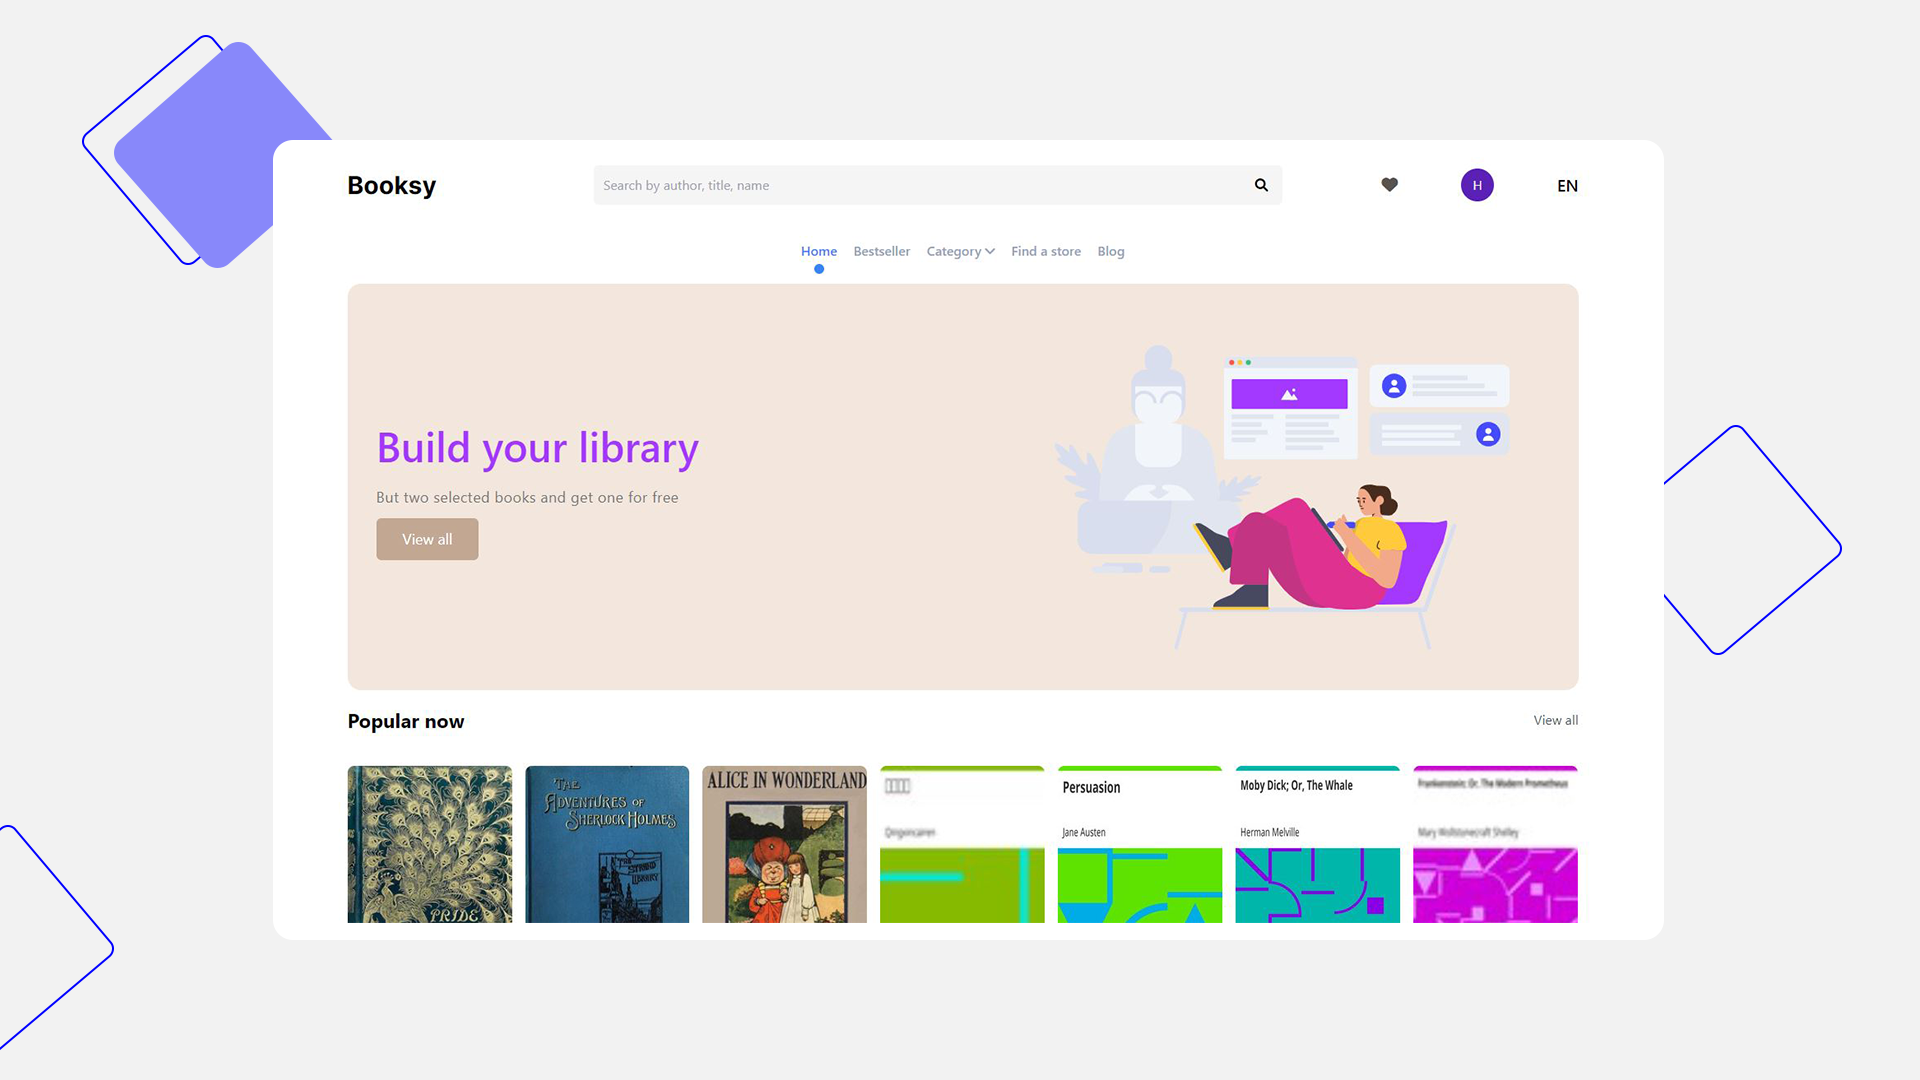 Booksy
Search by author, title, name
H
EN
Home
Bestseller
Category
Find a store
Blog
Build your library
But two selected books and get one for free
View all
Popular now
View all
PRIDE
THE
ADVENTURES OF
SHERLOCK HOLMES
THE
STRAND
LIBRARY
ALICE IN WONDERLAND
Persuasion
Jane Austen
Moby Dick; Or, The Whale
Herman Melville
Frankenstein; Or, The Modern Prometheus
Mary Wollstonecraft Shelley